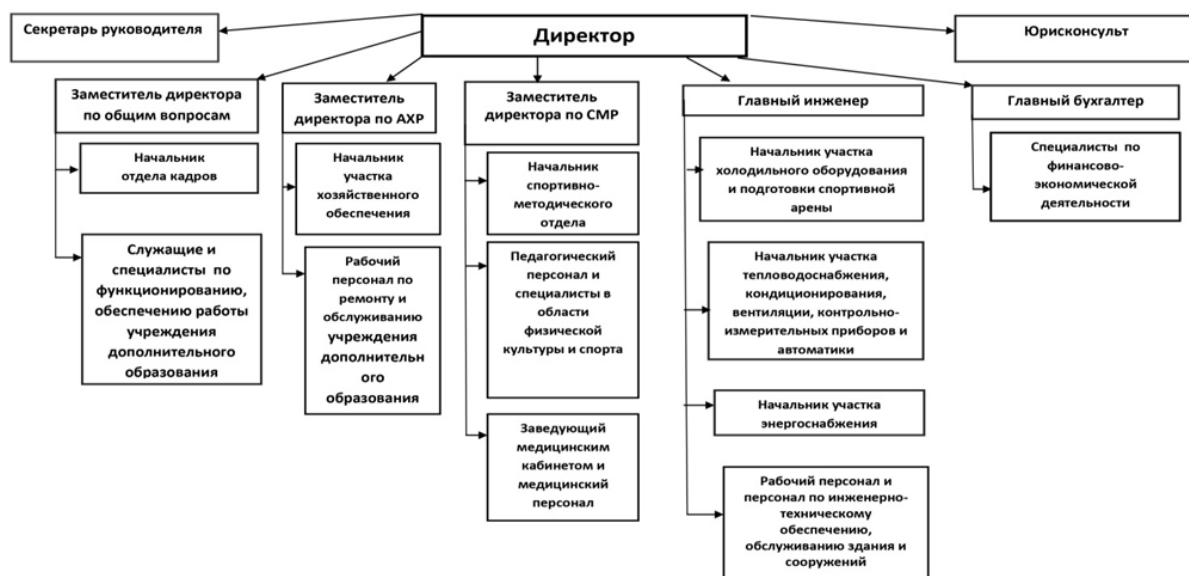 Секретарь руководителя
Директор
Юрисконсульт
Заместитель директора
по общим вопросам
Начальник
отдела кадров
Служащие и
специалисты по
функционированию,
обеспечению работы
учреждения
дополнительного
образования
Заместитель
директора по АХР
Начальник
участка
хозяйственного
обеспечения
Рабочий
персонал по
ремонту и
обслуживанию
учреждения
дополнительн
ого
образования
Заместитель
директора по СМР
Начальник
спортивно-
методического
отдела
Педагогический
персонал и
специалисты в
области
физической
культуры и спорта
Заведующий
медицинским
кабинетом и
медицинский
персонал
Главный инженер
Начальник участка
холодильного оборудования
и подготовки спортивной
арены
Начальник участка
тепловодоснабжения,
кондиционирования,
вентиляции, контрольно-
измерительных приборов и
автоматики
Начальник участка
энергоснабжения
Рабочий персонал и
персонал по инженерно-
техническому
обеспечению,
обслуживанию здания и
сооружений
Главный бухгалтер
Специалисты по
финансово-
экономической
деятельности